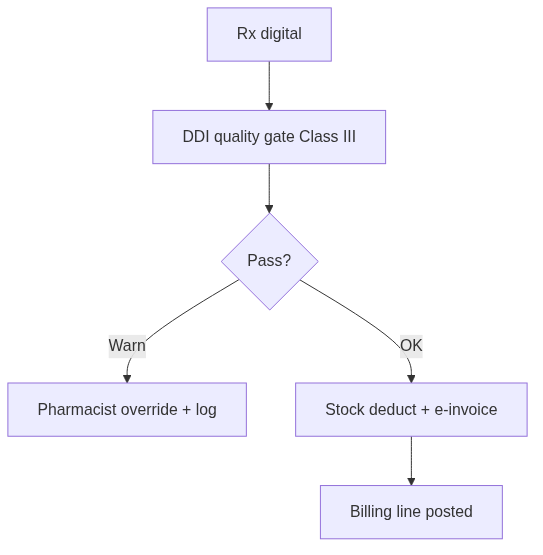 Rx digital
DDI quality gate Class III
Pass?
Warn
OK
Pharmacist override + log
Stock deduct + e-invoice
Billing line posted